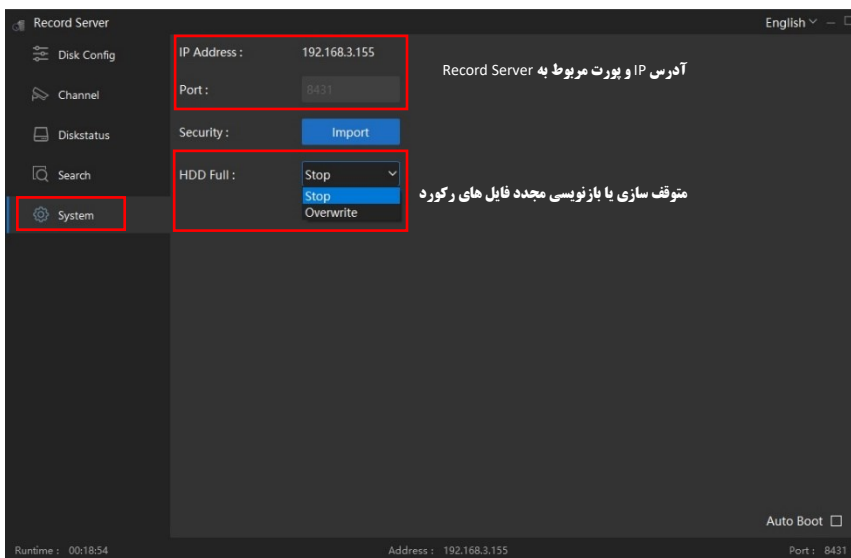 Record Server
English
Disk Config
Channel
Diskstatus
Search
System
IP Address : 192.168.3.155
آدرس IP و پورت مربوط به Record Server
Port : 8431
Security : Import
HDD Full : Stop
Stop
Overwrite
متوقف سازی یا بازنویسی مجدد فایل های رکورد
Auto Boot
Runtime : 00:18:54
Address : 192.168.3.155
Port : 8431